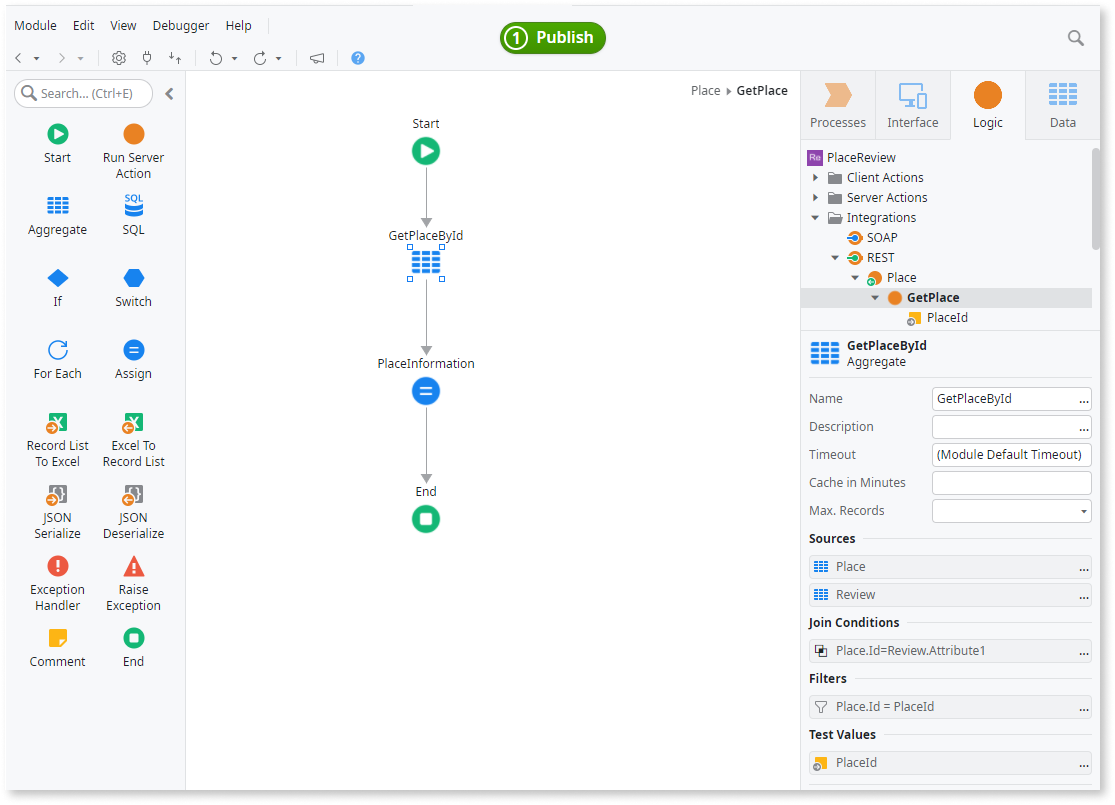 Module Edit View Debugger Help
1 Publish
?
Search... (Ctrl+E)
Start
Run Server
Action
Aggregate
SQL
SQL
If
Switch
For Each
Assign
Record List
To Excel
Excel To
Record List
JSON
Serialize
JSON
Deserialize
Exception
Handler
Raise
Exception
Comment
End
Place ▸ GetPlace
Start
GetPlaceById
PlaceInformation
End
Processes Interface Logic Data
Re PlaceReview
Client Actions
Server Actions
Integrations
SOAP
REST
Place
GetPlace
PlaceId
GetPlaceById
Aggregate
Name GetPlaceById ...
Description ...
Timeout (Module Default Timeout)
Cache in Minutes
Max. Records
Sources
Place ...
Review ...
Join Conditions
Place.Id=Review.Attribute1 ...
Filters
Place.Id = PlaceId ...
Test Values
PlaceId ...